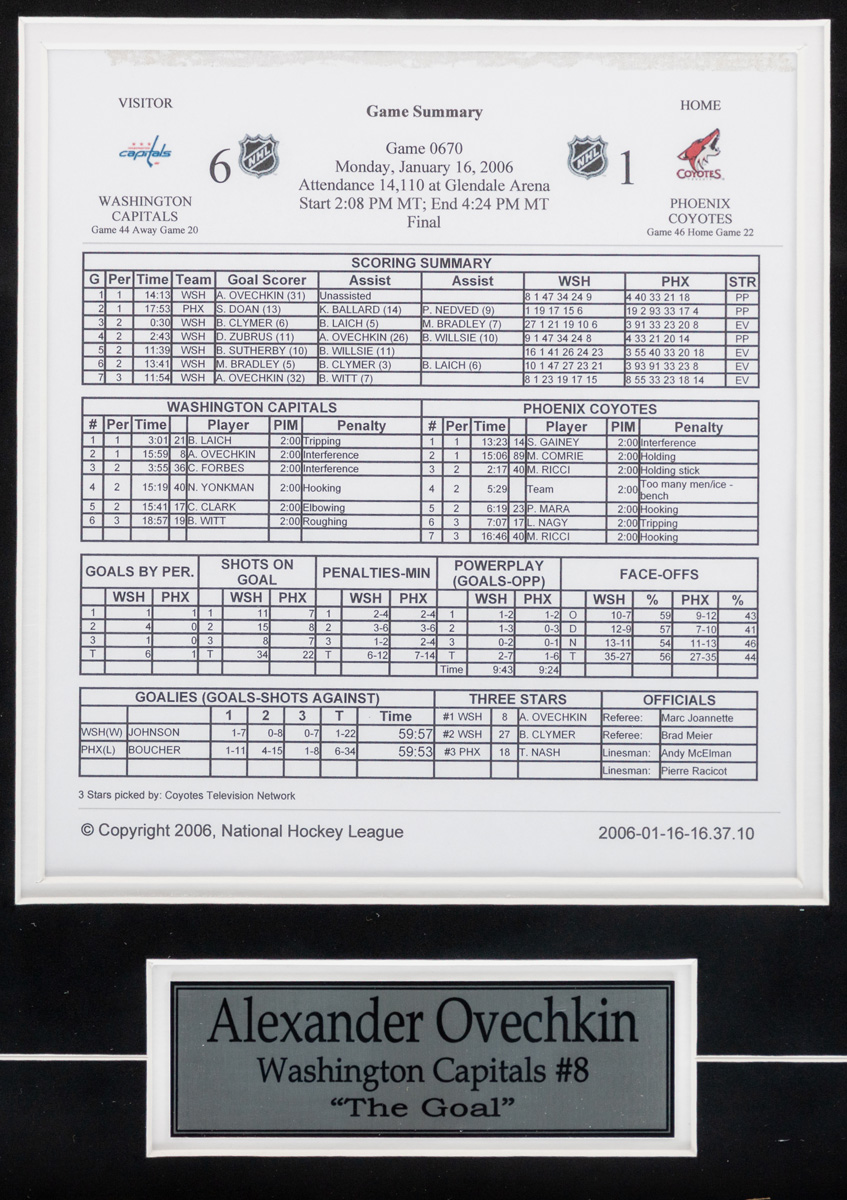 VISITOR
Game Summary
HOME
capitals
6
NHL
Game 0670
Monday, January 16, 2006
Attendance 14,110 at Glendale Arena
Start 2:08 PM MT; End 4:24 PM MT
Final
NHL
1
COYOTES
WASHINGTON
CAPITALS
Game 44 Away Game 20
PHOENIX
COYOTES
Game 46 Home Game 22
SCORING SUMMARY
G Per Time Team Goal Scorer Assist Assist WSH PHX STR
1 1 14:13 WSH A. OVECHKIN (31) Unassisted 8 1 47 34 24 9 4 40 33 21 18 PP
2 1 17:53 PHX S. DOAN (13) K. BALLARD (14) P. NEDVED (9) 1 19 17 15 6 19 2 93 33 17 4 PP
3 2 0:30 WSH B. CLYMER (6) B. LAICH (5) M. BRADLEY (7) 27 1 21 19 10 6 3 91 33 23 20 8 EV
4 2 2:43 WSH D. ZUBRUS (11) A. OVECHKIN (26) B. WILLSIE (10) 9 1 47 34 24 8 4 33 21 20 14 PP
5 2 11:39 WSH B. SUTHERBY (10) B. WILLSIE (11) 16 1 41 26 24 23 3 55 40 33 20 18 EV
6 2 13:41 WSH M. BRADLEY (5) B. CLYMER (3) B. LAICH (6) 10 1 47 27 23 21 3 93 91 33 23 8 EV
7 3 11:54 WSH A. OVECHKIN (32) B. WITT (7) 8 1 23 19 17 15 8 55 33 23 18 14 EV
WASHINGTON CAPITALS
# Per Time Player PIM Penalty
1 1 3:01 21 B. LAICH 2:00 Tripping
2 1 15:59 8 A. OVECHKIN 2:00 Interference
3 2 3:55 36 C. FORBES 2:00 Interference
4 2 15:19 40 N. YONKMAN 2:00 Hooking
5 2 15:41 17 C. CLARK 2:00 Elbowing
6 3 18:57 19 B. WITT 2:00 Roughing
PHOENIX COYOTES
# Per Time Player PIM Penalty
1 1 13:23 14 S. GAINEY 2:00 Interference
2 1 15:06 89 M. COMRIE 2:00 Holding
3 2 2:17 40 M. RICCI 2:00 Holding stick
4 2 5:29 Team 2:00 Too many men/ice -
bench
5 2 6:19 23 P. MARA 2:00 Hooking
6 3 7:07 17 L. NAGY 2:00 Tripping
7 3 16:46 40 M. RICCI 2:00 Hooking
GOALS BY PER.
WSH PHX
1 1 1
2 4 0
3 1 0
T 6 1
SHOTS ON
GOAL
WSH PHX
1 11 7
2 15 8
3 8 7
T 34 22
PENALTIES-MIN
WSH PHX
1 2-4 2-4
2 3-6 3-6
3 1-2 2-4
T 6-12 7-14
POWERPLAY
(GOALS-OPP)
WSH PHX
1 1-2 1-2
2 1-3 0-3
3 0-2 0-1
T 2-7 1-6
Time 9:43 9:24
FACE-OFFS
WSH % PHX %
O 10-7 59 9-12 43
D 12-9 57 7-10 41
N 13-11 54 11-13 46
T 35-27 56 27-35 44
GOALIES (GOALS-SHOTS AGAINST)
1 2 3 T Time
WSH(W) JOHNSON 1-7 0-8 0-7 1-22 59:57
PHX(L) BOUCHER 1-11 4-15 1-8 6-34 59:53
THREE STARS
#1 WSH 8 A. OVECHKIN
#2 WSH 27 B. CLYMER
#3 PHX 18 T. NASH
OFFICIALS
Referee: Marc Joannette
Referee: Brad Meier
Linesman: Andy McElman
Linesman: Pierre Racicot
3 Stars picked by: Coyotes Television Network
© Copyright 2006, National Hockey League
2006-01-16-16.37.10
Alexander Ovechkin
Washington Capitals #8
“The Goal”